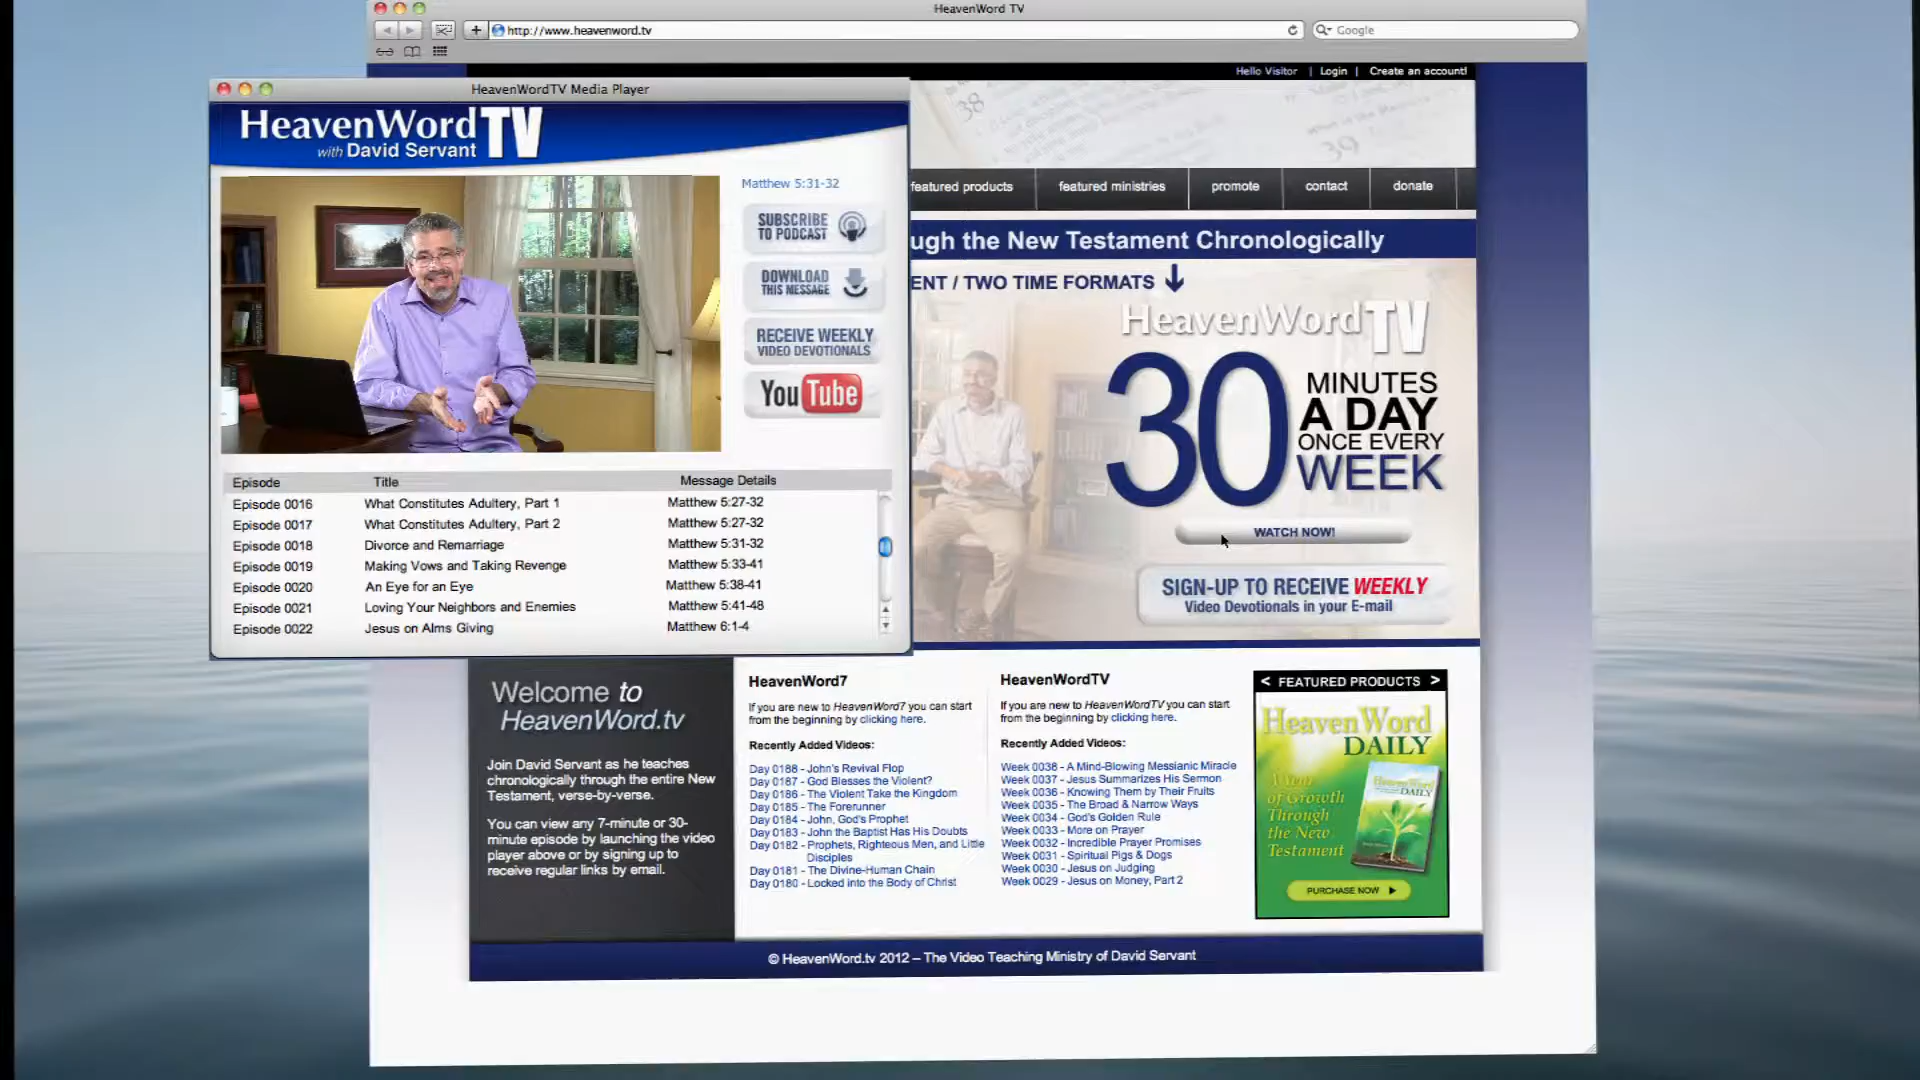 HeavenWord TV
http://www.heavenword.tv
Google
Hello Visitor | Login | Create an account!
HeavenWordTV Media Player
HeavenWord TV
with David Servant
38
39
featured products
featured ministries
promote
contact
donate
Matthew 5:31-32
SUBSCRIBE
TO PODCAST
DOWNLOAD
THIS MESSAGE
RECEIVE WEEKLY
VIDEO DEVOTIONALS
YouTube
ugh the New Testament Chronologically
ENT / TWO TIME FORMATS
HeavenWord TV
30 MINUTES
A DAY
ONCE EVERY
WEEK
WATCH NOW!
SIGN-UP TO RECEIVE WEEKLY
Video Devotionals in your E-mail
Episode Title Message Details
Episode 0016 What Constitutes Adultery, Part 1 Matthew 5:27-32
Episode 0017 What Constitutes Adultery, Part 2 Matthew 5:27-32
Episode 0018 Divorce and Remarriage Matthew 5:31-32
Episode 0019 Making Vows and Taking Revenge Matthew 5:33-41
Episode 0020 An Eye for an Eye Matthew 5:38-41
Episode 0021 Loving Your Neighbors and Enemies Matthew 5:41-48
Episode 0022 Jesus on Alms Giving Matthew 6:1-4
Welcome to
HeavenWord.tv
Join David Servant as he teaches
chronologically through the entire New
Testament, verse-by-verse.
You can view any 7-minute or 30-
minute episode by launching the video
player above or by signing up to
receive regular links by email.
HeavenWord7
If you are new to HeavenWord7 you can start
from the beginning by clicking here.
Recently Added Videos:
Day 0188 - John's Revival Flop
Day 0187 - God Blesses the Violent?
Day 0186 - The Violent Take the Kingdom
Day 0185 - The Forerunner
Day 0184 - John, God's Prophet
Day 0183 - John the Baptist Has His Doubts
Day 0182 - Prophets, Righteous Men, and Little
Disciples
Day 0181 - The Divine-Human Chain
Day 0180 - Locked into the Body of Christ
HeavenWordTV
If you are new to HeavenWordTV you can start
from the beginning by clicking here.
Recently Added Videos:
Week 0038 - A Mind-Blowing Messianic Miracle
Week 0037 - Jesus Summarizes His Sermon
Week 0036 - Knowing Them by Their Fruits
Week 0035 - The Broad & Narrow Ways
Week 0034 - God's Golden Rule
Week 0033 - More on Prayer
Week 0032 - Incredible Prayer Promises
Week 0031 - Spiritual Pigs & Dogs
Week 0030 - Jesus on Judging
Week 0029 - Jesus on Money, Part 2
< FEATURED PRODUCTS >
HeavenWord
DAILY
A Year
of Growth
Through
the New
Testament
DAILY
PURCHASE NOW
© HeavenWord.tv 2012 – The Video Teaching Ministry of David Servant